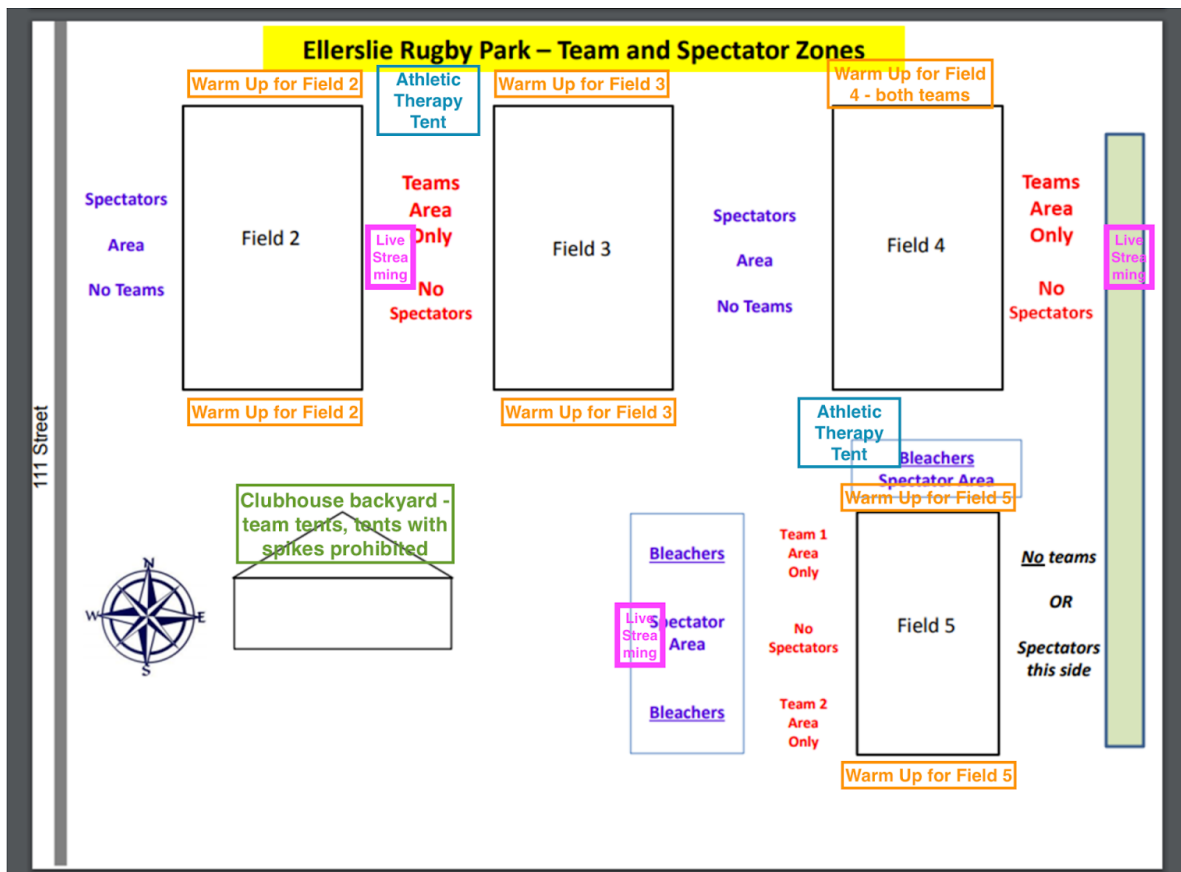 Ellerslie Rugby Park – Team and Spectator Zones
Warm Up for Field 2
Athletic
Therapy
Tent
Warm Up for Field 3
Warm Up for Field
4 - both teams
Spectators
Area
No Teams
Field 2
Teams
Area
Only
No
Spectators
Live
Strea
ming
Field 3
Spectators
Area
No Teams
Field 4
Teams
Area
Only
No
Spectators
Live
Strea
ming
Warm Up for Field 2
Warm Up for Field 3
Athletic
Therapy
Tent
Bleachers
Spectator Area
Warm Up for Field 5
111 Street
Clubhouse backyard -
team tents, tents with
spikes prohibited
N
W
E
S
Bleachers
Spectator
Area
Bleachers
Live
Strea
ming
Team 1
Area
Only
No
Spectators
Team 2
Area
Only
Field 5
No teams
OR
Spectators
this side
Warm Up for Field 5